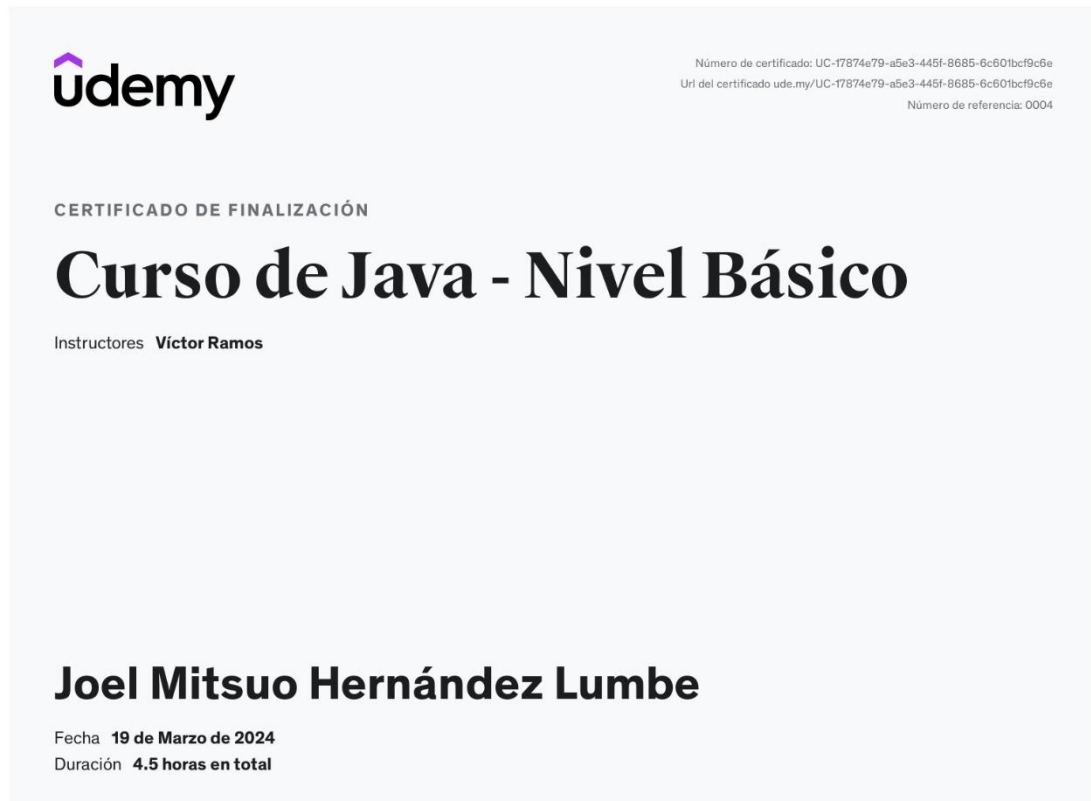 ûdemy
Número de certificado: UC-17874e79-a5e3-445f-8685-6c601bcf9c6e
Url del certificado ude.my/UC-17874e79-a5e3-445f-8685-6c601bcf9c6e
Número de referencia: 0004
CERTIFICADO DE FINALIZACIÓN
Curso de Java - Nivel Básico
Instructores Víctor Ramos
Joel Mitsuo Hernández Lumbe
Fecha 19 de Marzo de 2024
Duración 4.5 horas en total